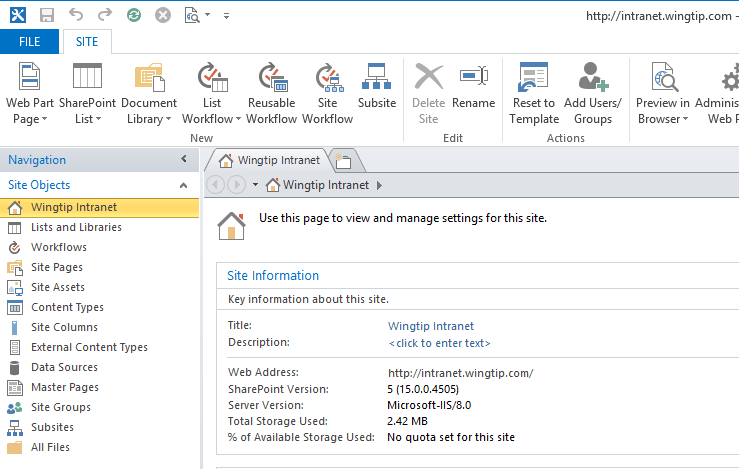 http://intranet.wingtip.com –
FILE SITE
Web Part Page SharePoint List Document Library List Workflow Reusable Workflow Site Workflow Subsite Delete Site Rename Reset to Template Add Users/ Groups Preview in Browser Adminis Web P
New Edit Actions
Navigation
Wingtip Intranet
Site Objects
Wingtip Intranet
Wingtip Intranet
Lists and Libraries
Workflows
Site Pages
Site Assets
Content Types
Site Columns
External Content Types
Data Sources
Master Pages
Site Groups
Subsites
All Files
Use this page to view and manage settings for this site.
Site Information
Key information about this site.
Title: Wingtip Intranet
Description: <click to enter text>
Web Address: http://intranet.wingtip.com/
SharePoint Version: 5 (15.0.0.4505)
Server Version: Microsoft-IIS/8.0
Total Storage Used: 2.42 MB
% of Available Storage Used: No quota set for this site